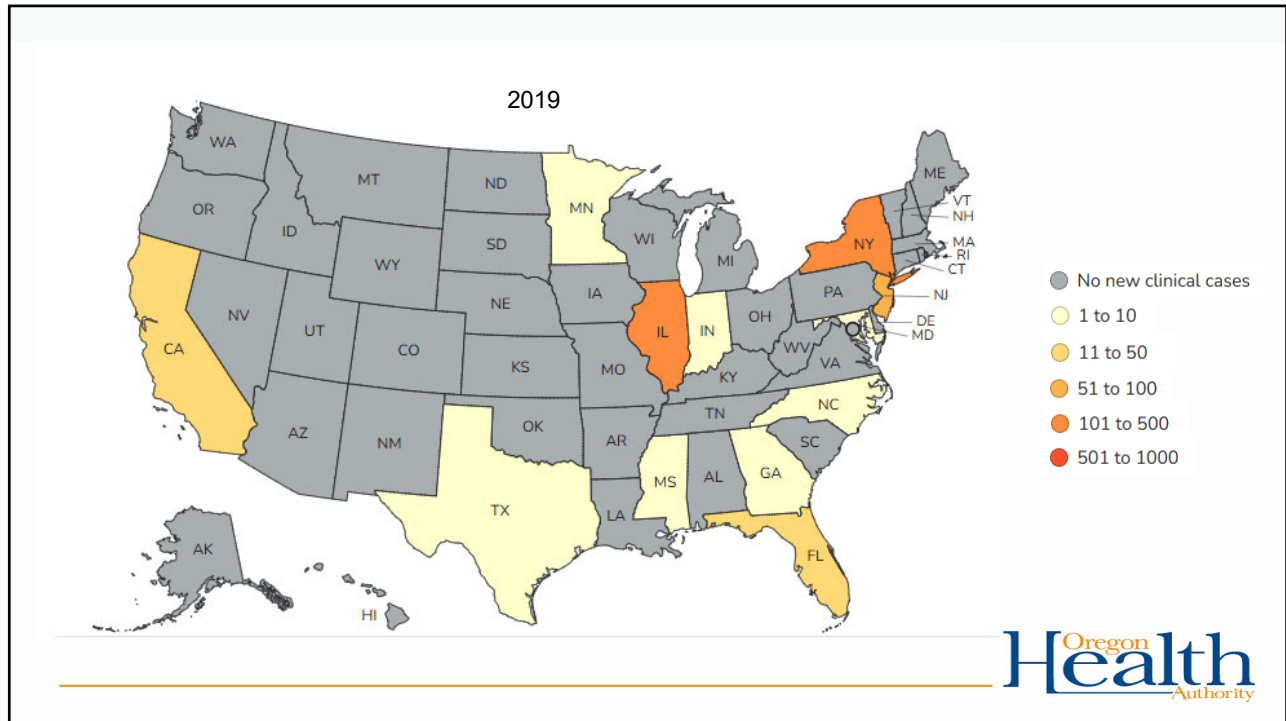 2019
WA
MT
ND
MN
ME
VT
NH
OR
ID
SD
WI
NY
MA
RI
CT
WY
MI
No new clinical cases
IA
PA
NJ
NE
1 to 10
NV
OH
DE
MD
UT
IL
IN
CA
CO
WV
11 to 50
KS
MO
KY
VA
51 to 100
TN
NC
AZ
NM
OK
AR
SC
101 to 500
MS
AL
GA
501 to 1000
TX
LA
AK
FL
HI
Oregon
Health
Authority